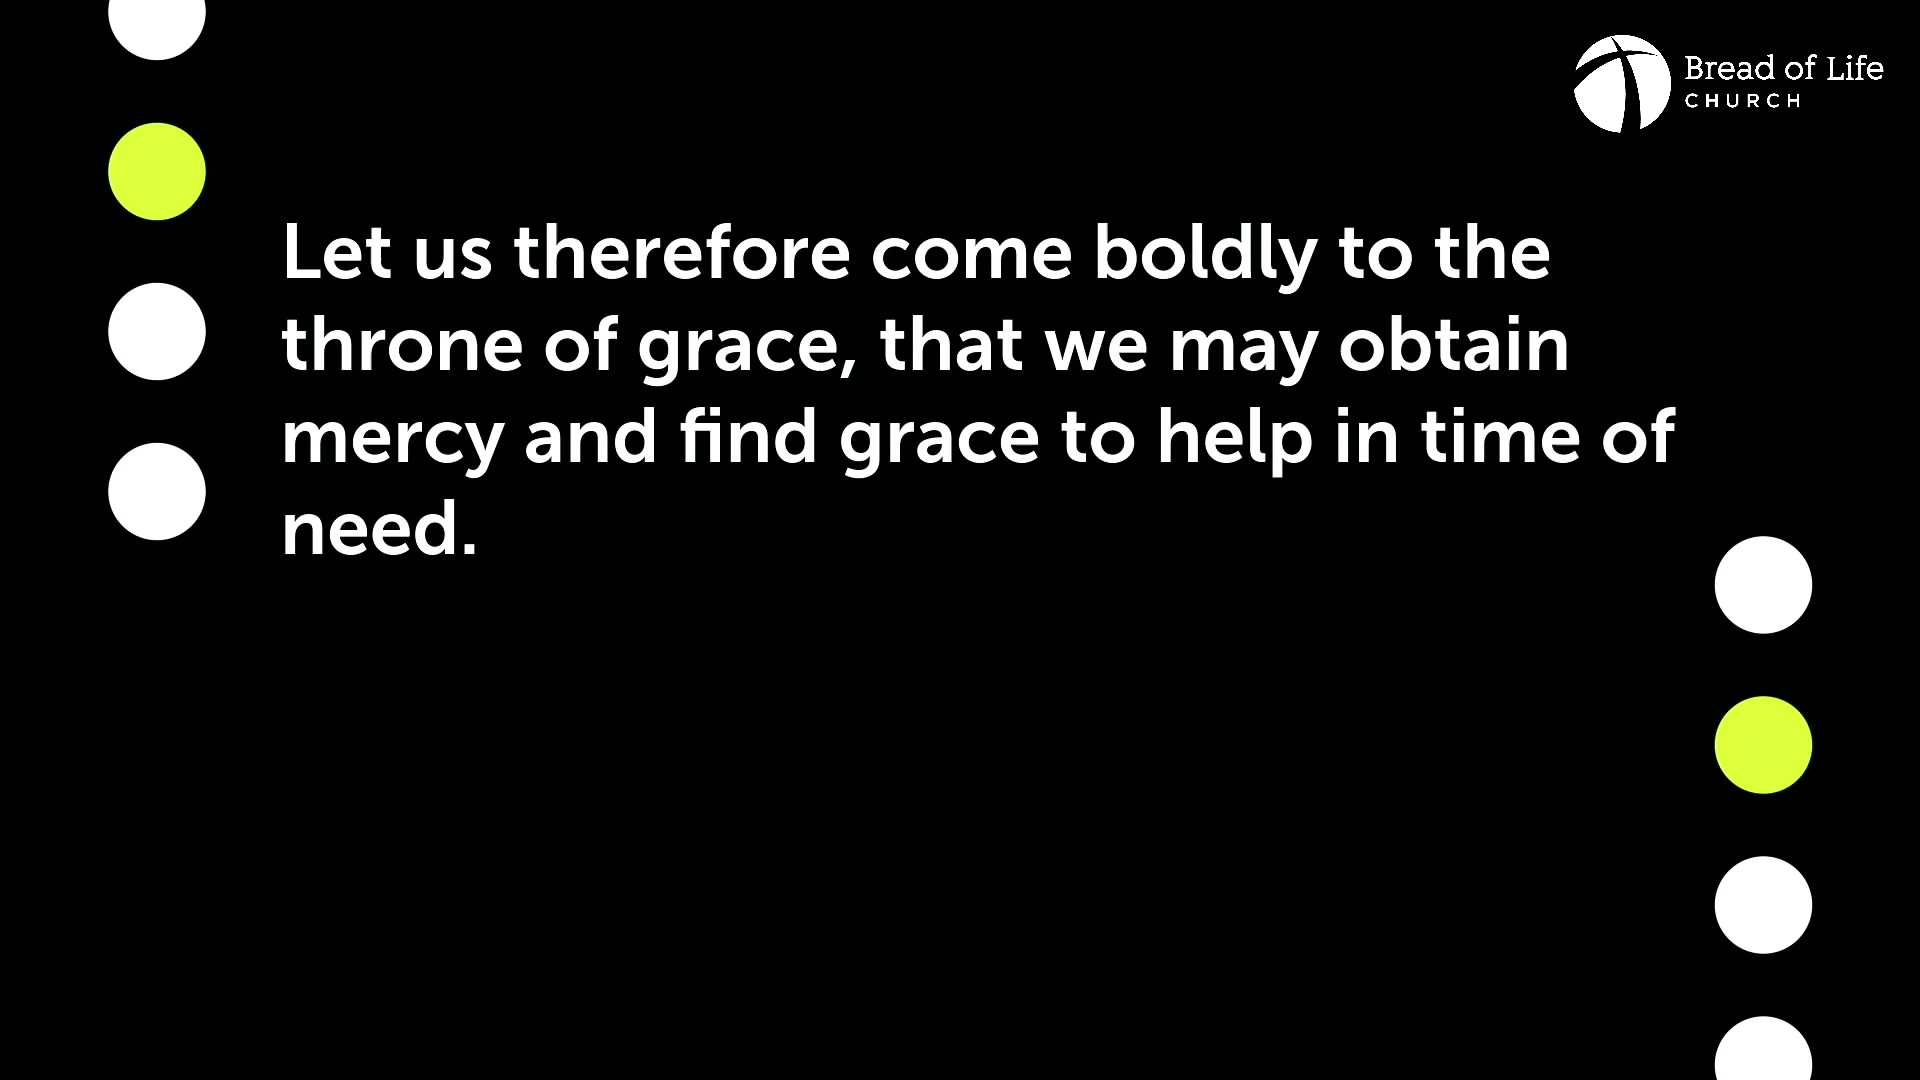 Bread of Life
CHURCH
Let us therefore come boldly to the
throne of grace, that we may obtain
mercy and find grace to help in time of
need.